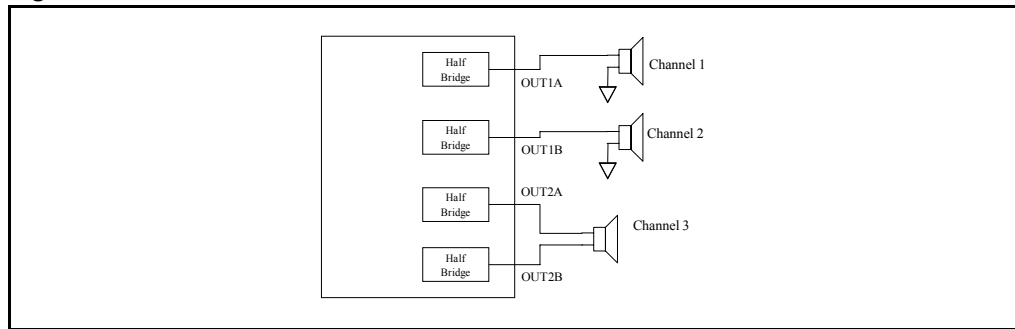 Half
Bridge
OUT1A
Channel 1
Half
Bridge
OUT1B
Channel 2
Half
Bridge
OUT2A
Channel 3
Half
Bridge
OUT2B